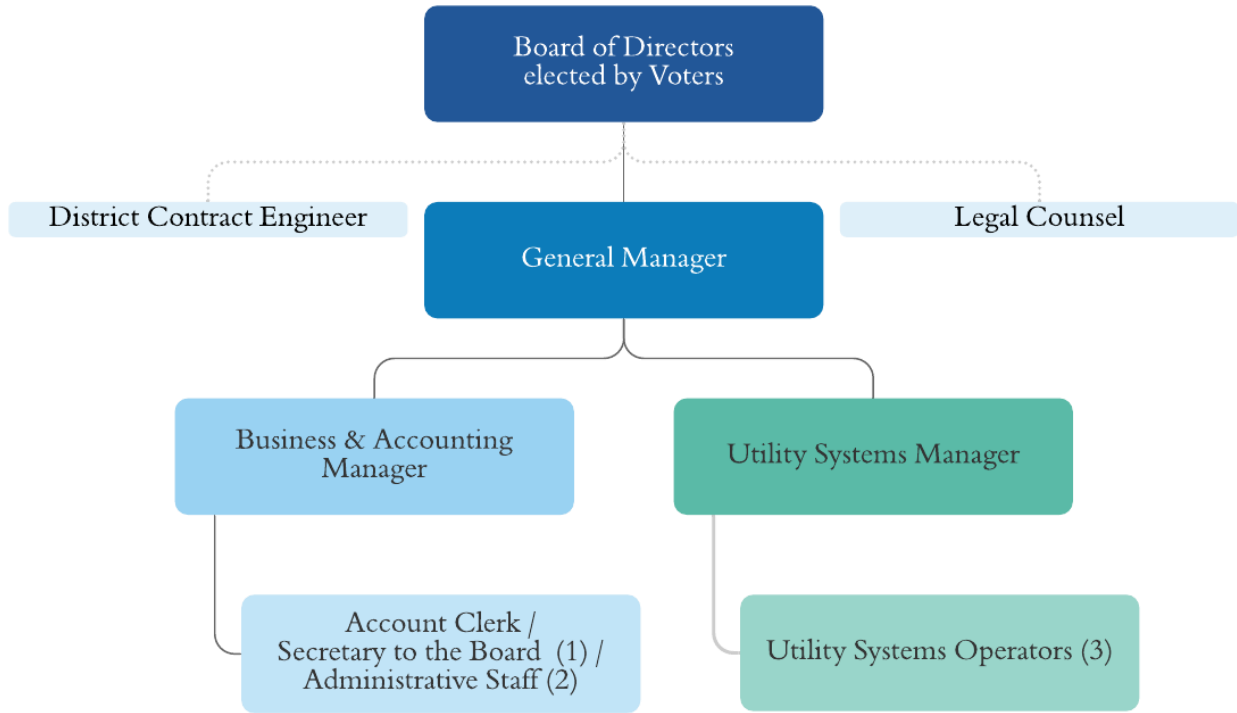 Board of Directors
elected by Voters
District Contract Engineer
General Manager
Legal Counsel
Business & Accounting
Manager
Utility Systems Manager
Account Clerk /
Secretary to the Board (1) /
Administrative Staff (2)
Utility Systems Operators (3)